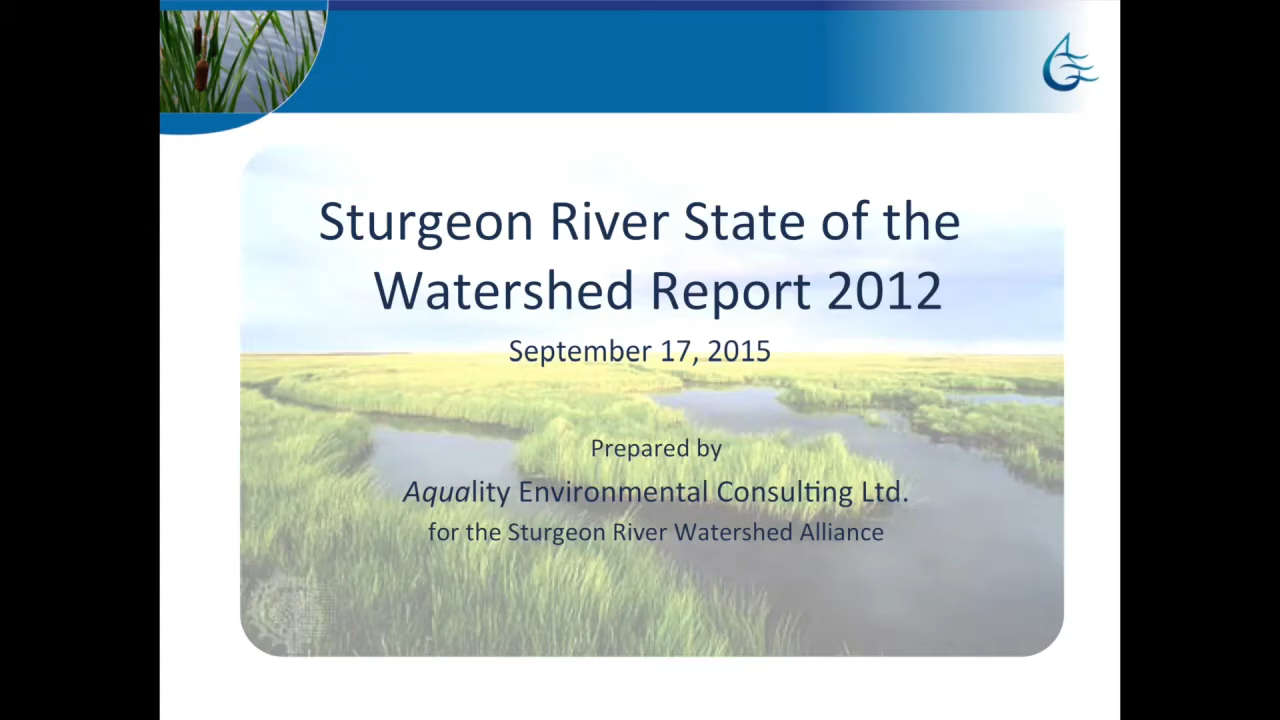 Sturgeon River State of the
Watershed Report 2012
September 17, 2015
Prepared by
Aquality Environmental Consulting Ltd.
for the Sturgeon River Watershed Alliance